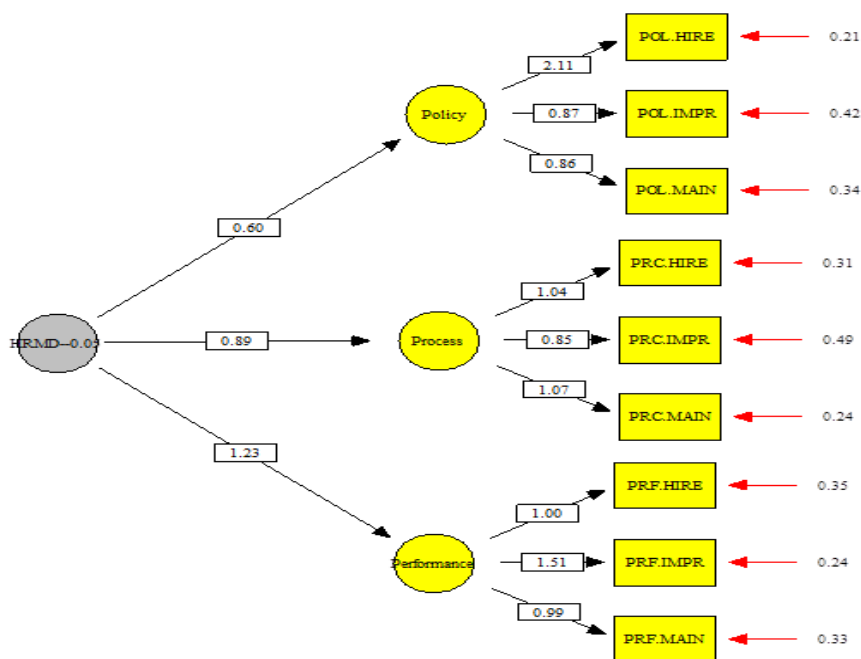 POL.HIRE
0.21
2.11
Policy
0.87
POL.IMPR
0.42
0.86
POL.MAIN
0.34
0.60
PRC.HIRE
0.31
1.04
HRMD--0.05
0.89
Process
0.85
PRC.IMPR
0.49
1.07
PRC.MAIN
0.24
1.23
PRF.HIRE
0.35
1.00
Performance
1.51
PRF.IMPR
0.24
0.99
PRF.MAIN
0.33